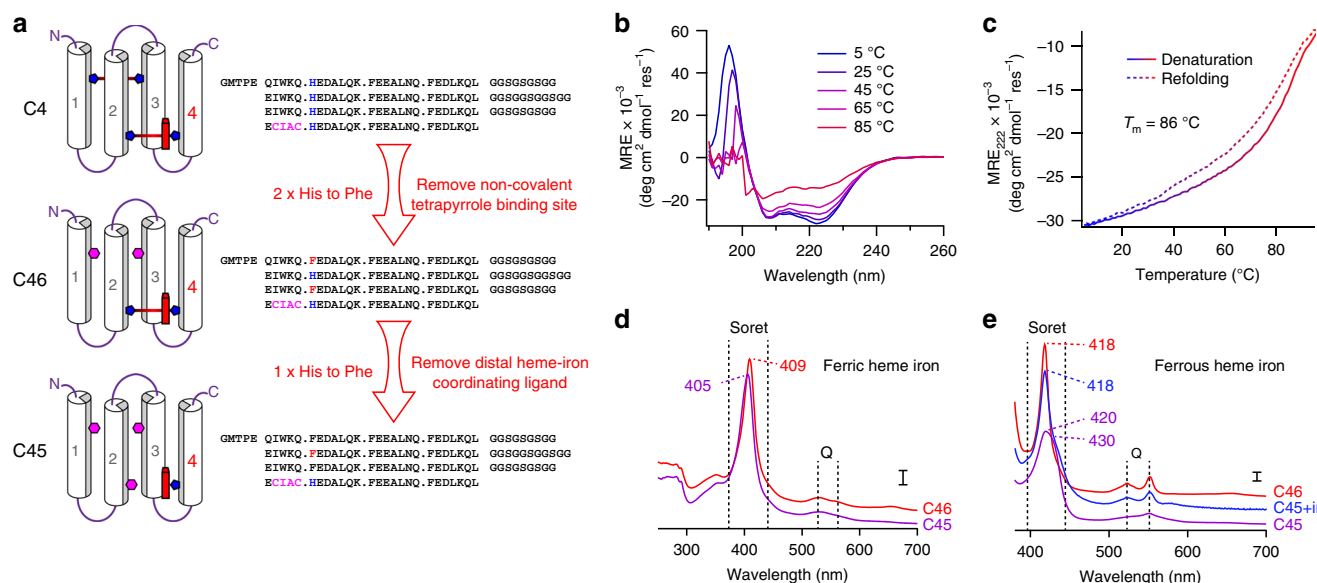 a
N
C
C4
1
2
3
4
GMTPE QIWKQ.HEDALQK.FEEALNQ.FEDLKQL GGSGSGSGG
EIWKQ.HEDALQK.FEEALNQ.FEDLKQL GGSGSGSGG
EIWKQ.HEDALQK.FEEALNQ.FEDLKQL GGSGSGSGG
ECIAC.HEDALQK.FEEALNQ.FEDLKQL
2 x His to Phe
Remove non-covalent
tetrapyrrole binding site
N
C
C46
1
2
3
4
GMTPE QIWKQ.FEDALQK.FEEALNQ.FEDLKQL GGSGSGSGG
EIWKQ.HEDALQK.FEEALNQ.FEDLKQL GGSGSGSGG
EIWKQ.FEDALQK.FEEALNQ.FEDLKQL GGSGSGSGG
ECIAC.HEDALQK.FEEALNQ.FEDLKQL
1 x His to Phe
Remove distal heme-iron
coordinating ligand
N
C
C45
1
2
3
4
GMTPE QIWKQ.FEDALQK.FEEALNQ.FEDLKQL GGSGSGSGG
EIWKQ.FEDALQK.FEEALNQ.FEDLKQL GGSGSGSGG
EIWKQ.FEDALQK.FEEALNQ.FEDLKQL GGSGSGSGG
ECIAC.HEDALQK.FEEALNQ.FEDLKQL
b
MRE × 10⁻³
(deg cm² dmol⁻¹ res⁻¹)
60
40
20
0
−20
5 °C
25 °C
45 °C
65 °C
85 °C
200
220
240
260
Wavelength (nm)
c
MRE₂₂₂ × 10⁻³
(deg cm² dmol⁻¹ res⁻¹)
−10
−15
−20
−25
−30
Denaturation
Refolding
Tₘ = 86 °C
20
40
60
80
Temperature (°C)
d
Soret
409
405
Ferric heme iron
Q
C46
C45
300
400
500
600
700
Wavelength (nm)
e
Soret
418
418
420
430
Ferrous heme iron
Q
C46
C45
400
500
600
700
Wavelength (nm)